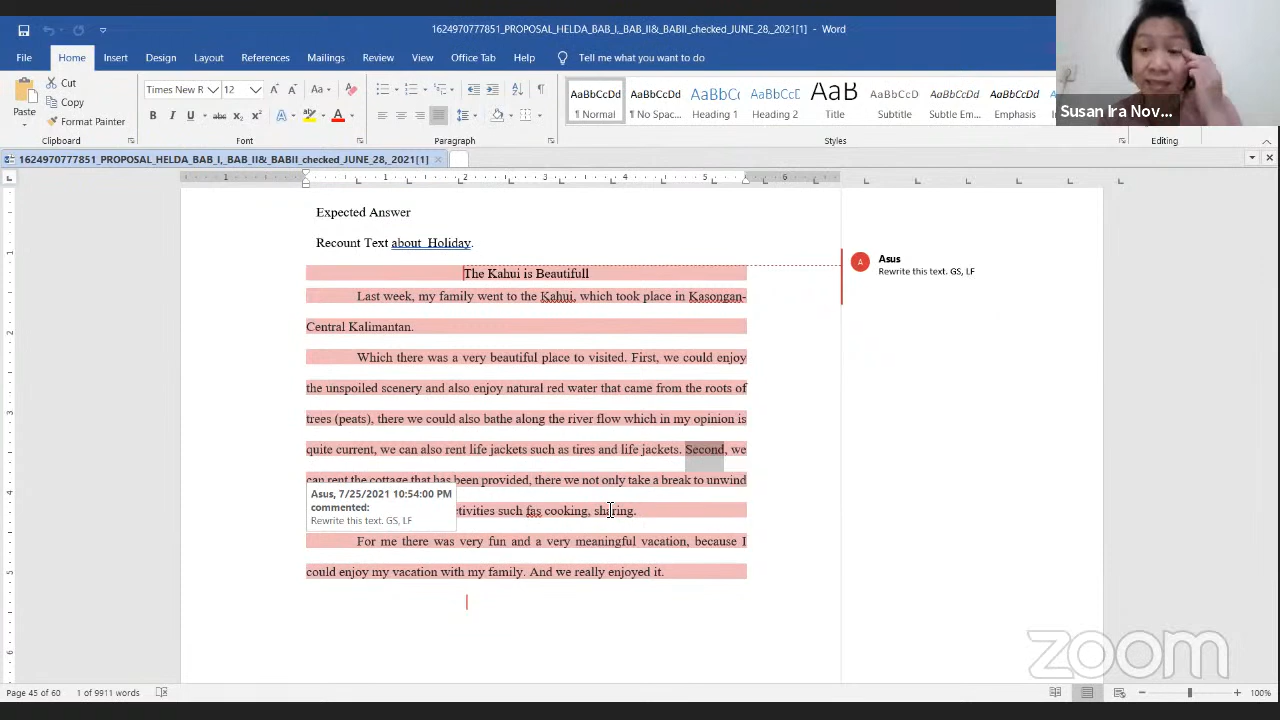 1624970777851_PROPOSAL_HELDA_BAB_I,_BAB_II&_BABII_checked_JUNE_28,_2021[1] - Word
File Home Insert Design Layout References Mailings Review View Office Tab Help Tell me what you want to do
Susan Ira Nov...
Paste
Cut
Copy
Format Painter
Times New R 12
AaBbCcDd AaBbCcDd AaBbC AaBbCc AaB AaBbCcD AaBbCcDd AaBbCcDd
¶ Normal ¶ No Spac... Heading 1 Heading 2 Title Subtitle Subtle Em... Emphasis
Clipboard Font Paragraph Styles Editing
1624970777851_PROPOSAL_HELDA_BAB_I,_BAB_II&_BABII_checked_JUNE_28,_2021[1]
1 1 2 3 4 5 6
Expected Answer
Recount Text about Holiday.
The Kahui is Beautifull
Last week, my family went to the Kahui, which took place in Kasongan-
Central Kalimantan.
Which there was a very beautiful place to visited. First, we could enjoy
the unspoiled scenery and also enjoy natural red water that came from the roots of
trees (peats), there we could also bathe along the river flow which in my opinion is
quite current, we can also rent life jackets such as tires and life jackets. Second, we
can rent the cottage that has been provided, there we not only take a break to unwind
ctivities such fas cooking, sharing.
For me there was very fun and a very meaningful vacation, because I
could enjoy my vacation with my family. And we really enjoyed it.
Asus, 7/25/2021 10:54:00 PM
commented:
Rewrite this text. GS, LF
A Asus
Rewrite this text. GS, LF
zoom
Page 45 of 60 1 of 9911 words 100%